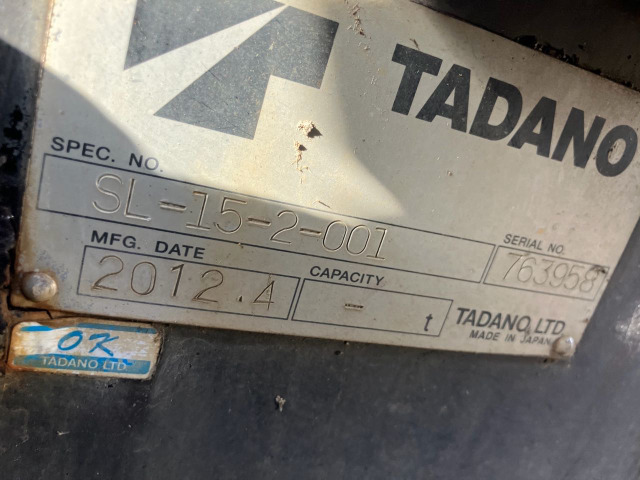 TADANO
SPEC. NO.
SL-15-2-001
SERIAL NO.
763958
MFG. DATE
2012.4
CAPACITY
- t
TADANO LTD
MADE IN JAPAN
OK
TADANO LTD